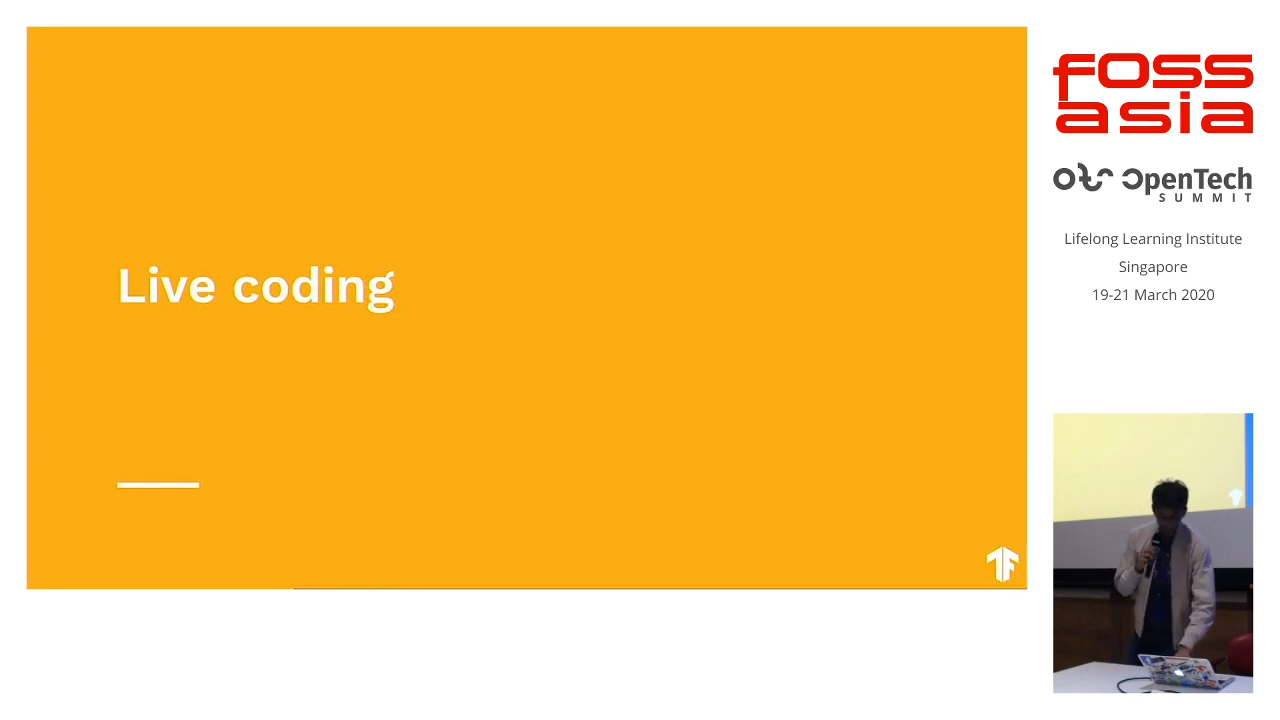 Live coding
foss
asia
OpenTech
SUMMIT
Lifelong Learning Institute
Singapore
19-21 March 2020